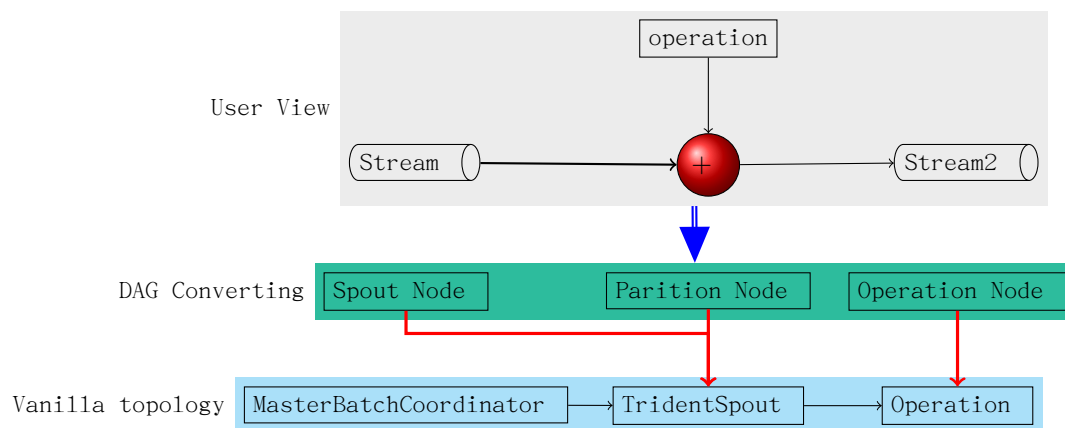 operation
User View
Stream
+
Stream2
DAG Converting
Spout Node
Parition Node
Operation Node
Vanilla topology
MasterBatchCoordinator
TridentSpout
Operation